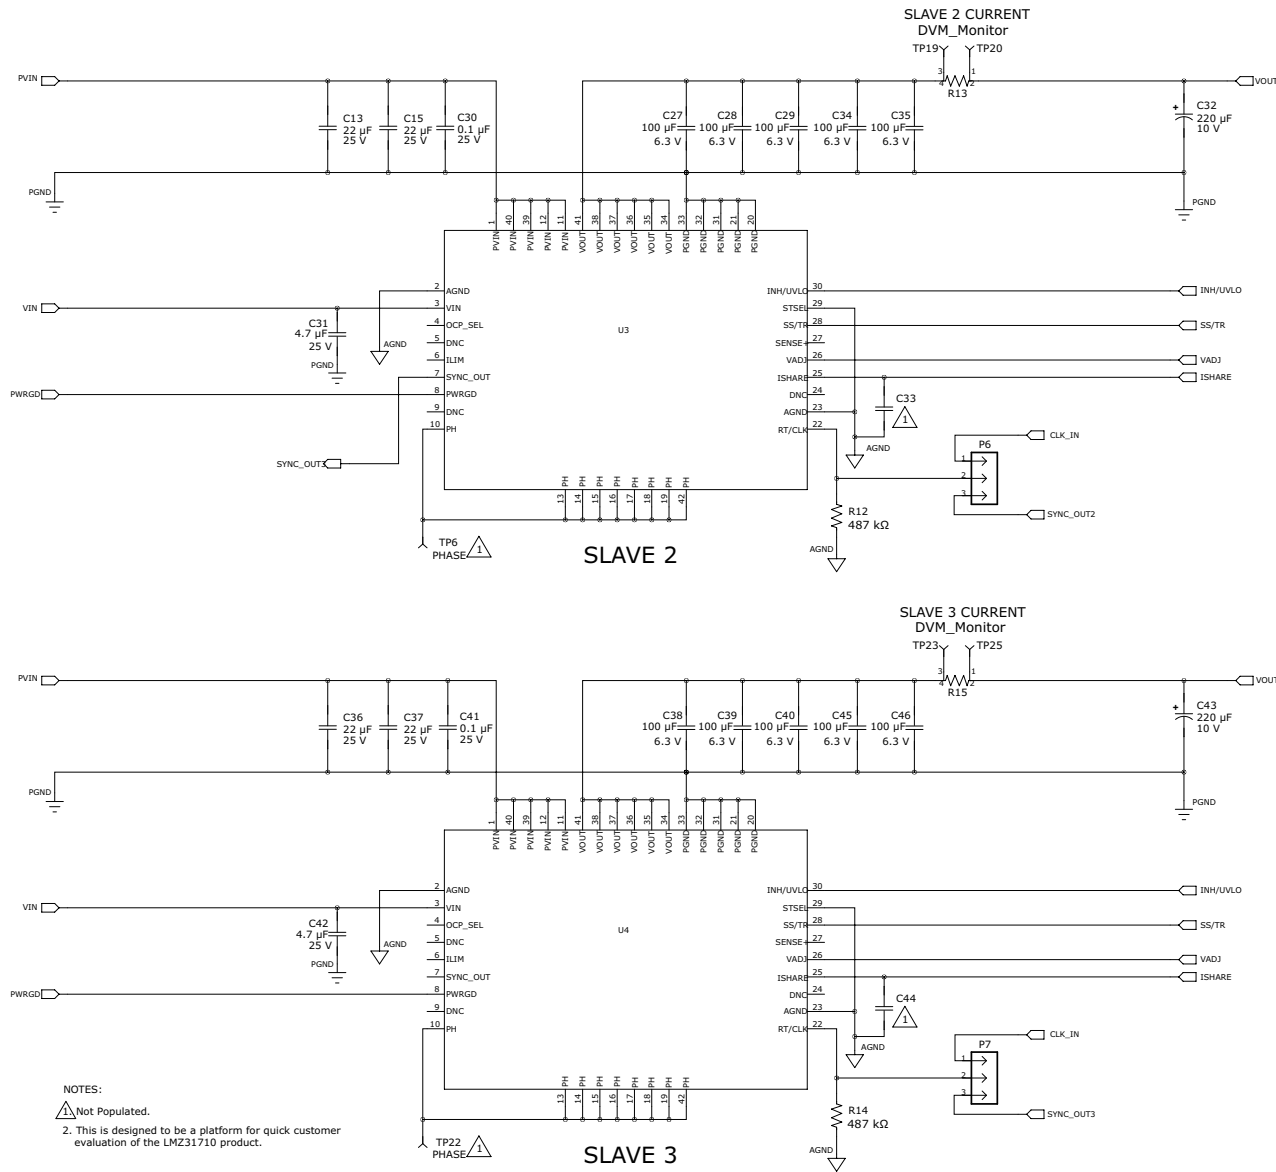 SLAVE 2 CURRENT
DVM_Monitor
TP19 TP20
PVIN
3 1
4 2
R13
VOUT
C13
22 µF
25 V
C15
22 µF
25 V
C30
0.1 µF
25 V
C27
100 µF
6.3 V
C28
100 µF
6.3 V
C29
100 µF
6.3 V
C34
100 µF
6.3 V
C35
100 µF
6.3 V
+
C32
220 µF
10 V
PGND
PGND
1 40 39 12 11 41 38 37 36 35 34 33 32 31 21 20
PVIN PVIN PVIN PVIN PVIN VOUT VOUT VOUT VOUT VOUT VOUT PGND PGND PGND PGND PGND
2 AGND
3 VIN
4 OCP_SEL
5 DNC
6 ILIM
7 SYNC_OUT
8 PWRGD
9 DNC
10 PH
U3
INH/UVLO 30
STSEL 29
SS/TR 28
SENSE+ 27
VADJ 26
ISHARE 25
DNC 24
AGND 23
RT/CLK 22
INH/UVLO
SS/TR
VADJ
ISHARE
VIN
C31
4.7 µF
25 V
PGND
AGND
PWRGD
SYNC_OUT3
C33
1
AGND
P6
1
2
3
CLK_IN
SYNC_OUT2
PH PH PH PH PH PH PH PH
13 14 15 16 17 18 19 42
R12
487 kΩ
AGND
TP6
PHASE 1
SLAVE 2
SLAVE 3 CURRENT
DVM_Monitor
TP23 TP25
PVIN
3 1
4 2
R15
VOUT
C36
22 µF
25 V
C37
22 µF
25 V
C41
0.1 µF
25 V
C38
100 µF
6.3 V
C39
100 µF
6.3 V
C40
100 µF
6.3 V
C45
100 µF
6.3 V
C46
100 µF
6.3 V
+
C43
220 µF
10 V
PGND
PGND
1 40 39 12 11 41 38 37 36 35 34 33 32 31 21 20
PVIN PVIN PVIN PVIN PVIN VOUT VOUT VOUT VOUT VOUT VOUT PGND PGND PGND PGND PGND
2 AGND
3 VIN
4 OCP_SEL
5 DNC
6 ILIM
7 SYNC_OUT
8 PWRGD
9 DNC
10 PH
U4
INH/UVLO 30
STSEL 29
SS/TR 28
SENSE+ 27
VADJ 26
ISHARE 25
DNC 24
AGND 23
RT/CLK 22
INH/UVLO
SS/TR
VADJ
ISHARE
VIN
C42
4.7 µF
25 V
PGND
AGND
PWRGD
C44
1
AGND
P7
1
2
3
CLK_IN
SYNC_OUT3
PH PH PH PH PH PH PH PH
13 14 15 16 17 18 19 42
R14
487 kΩ
AGND
TP22
PHASE 1
SLAVE 3
NOTES:
1 Not Populated.
2. This is designed to be a platform for quick customer
evaluation of the LMZ31710 product.